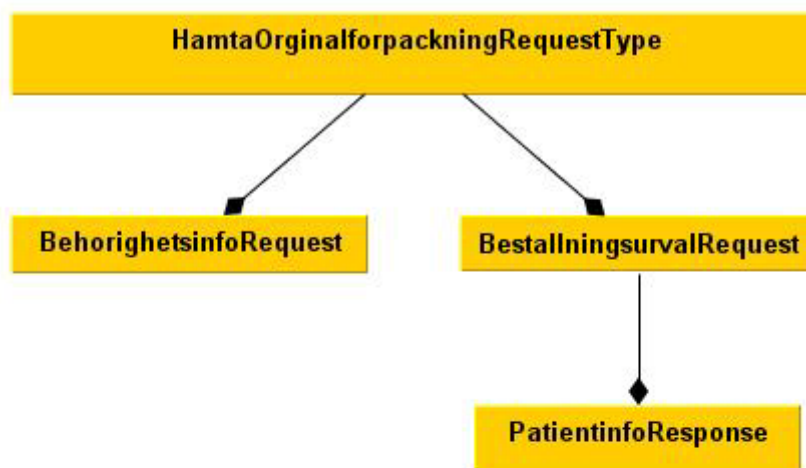 HamtaOrginalforpackningRequestType
BehorighetsinfoRequest
BestallningsurvalRequest
PatientinfoResponse